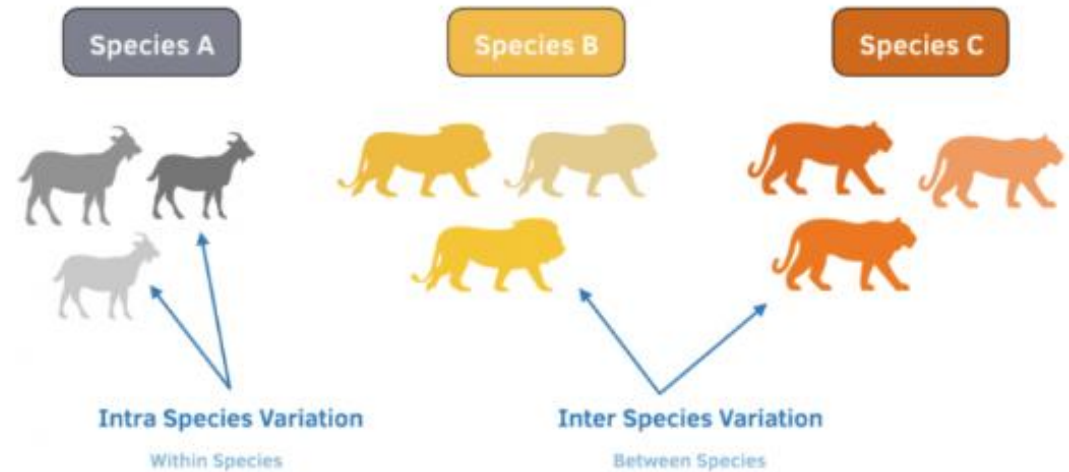 Species A
Species B
Species C
Intra Species Variation
Within Species
Inter Species Variation
Between Species